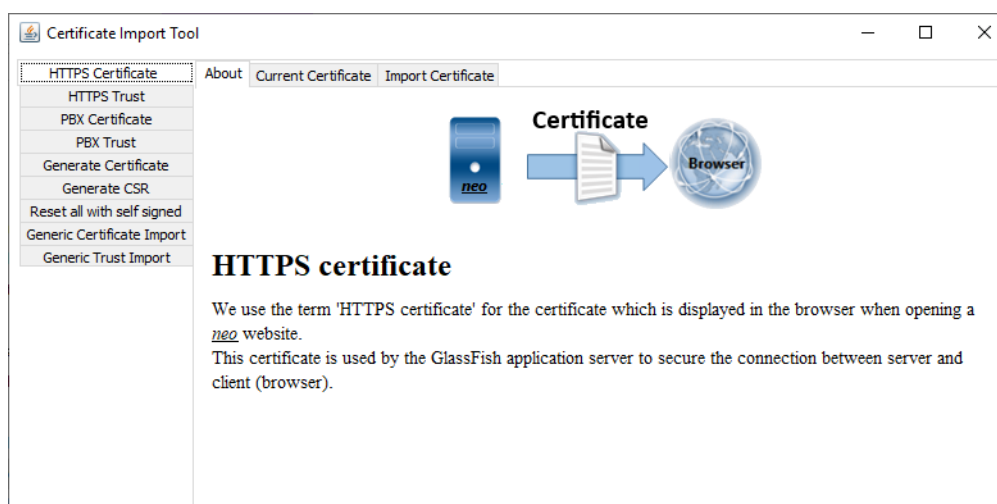 Certificate Import Tool
HTTPS Certificate
HTTPS Trust
PBX Certificate
PBX Trust
Generate Certificate
Generate CSR
Reset all with self signed
Generic Certificate Import
Generic Trust Import
About Current Certificate Import Certificate
Certificate
neo
Browser
HTTPS certificate
We use the term 'HTTPS certificate' for the certificate which is displayed in the browser when opening a
neo website.
This certificate is used by the GlassFish application server to secure the connection between server and
client (browser).